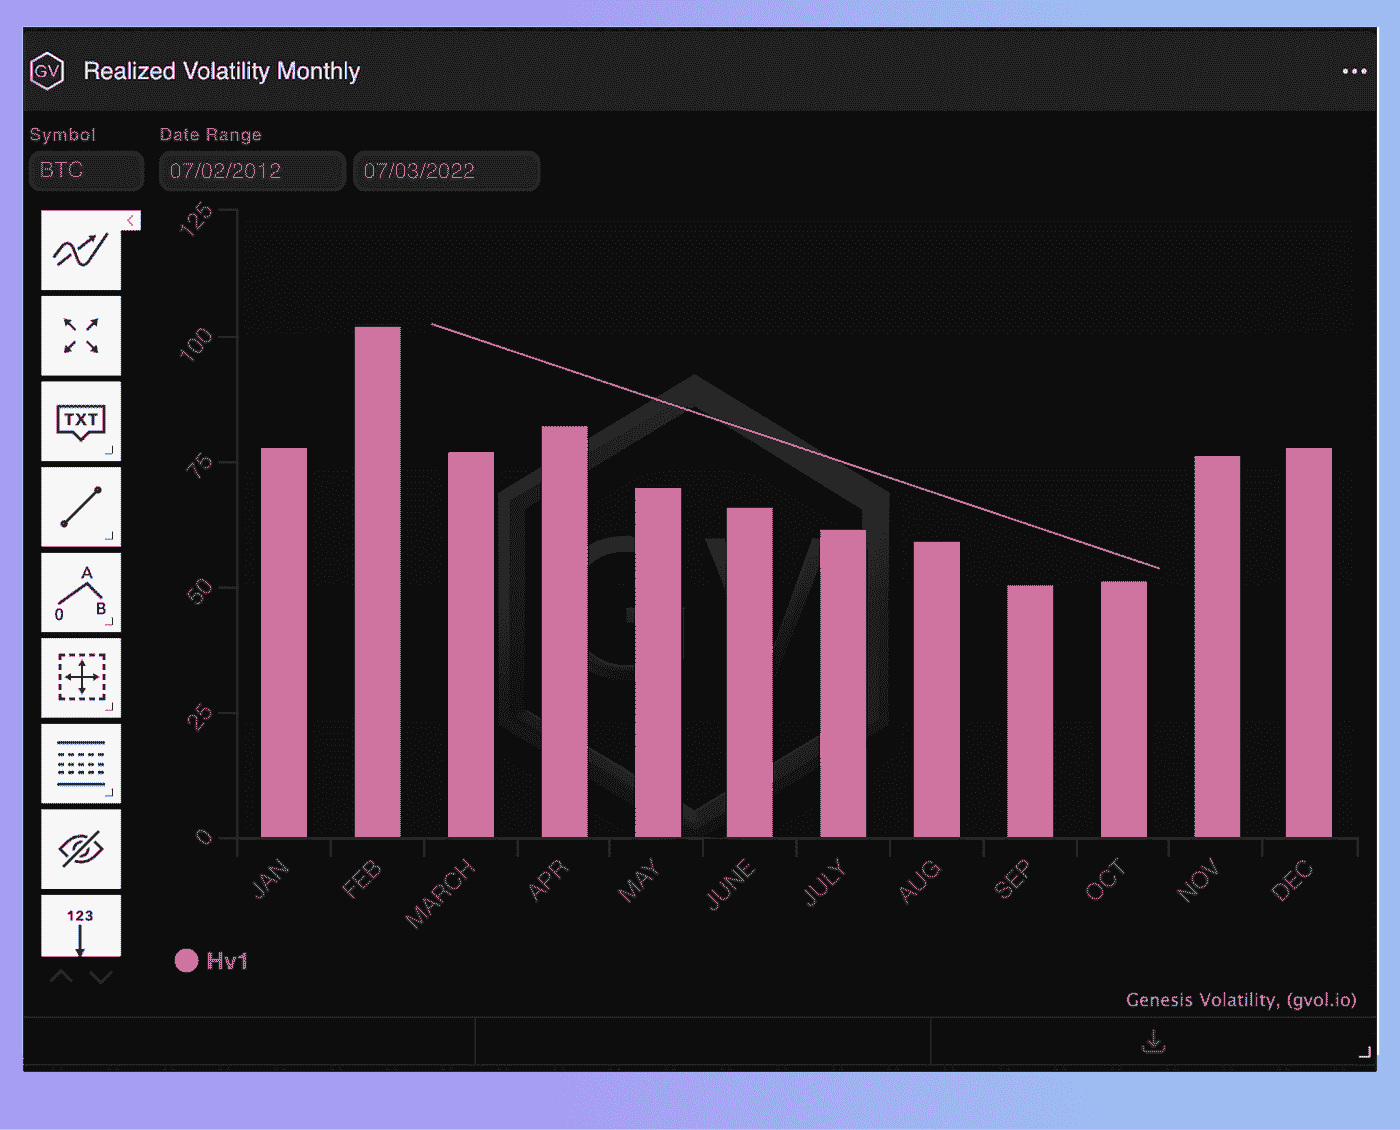 GV Realized Volatility Monthly
Symbol Date Range
BTC 07/02/2012 07/03/2022
125
100
75
50
25
0
TXT
A
0 B
123
GV
JAN FEB MARCH APR MAY JUNE JULY AUG SEP OCT NOV DEC
Hv1
Genesis Volatility, (gvol.io)